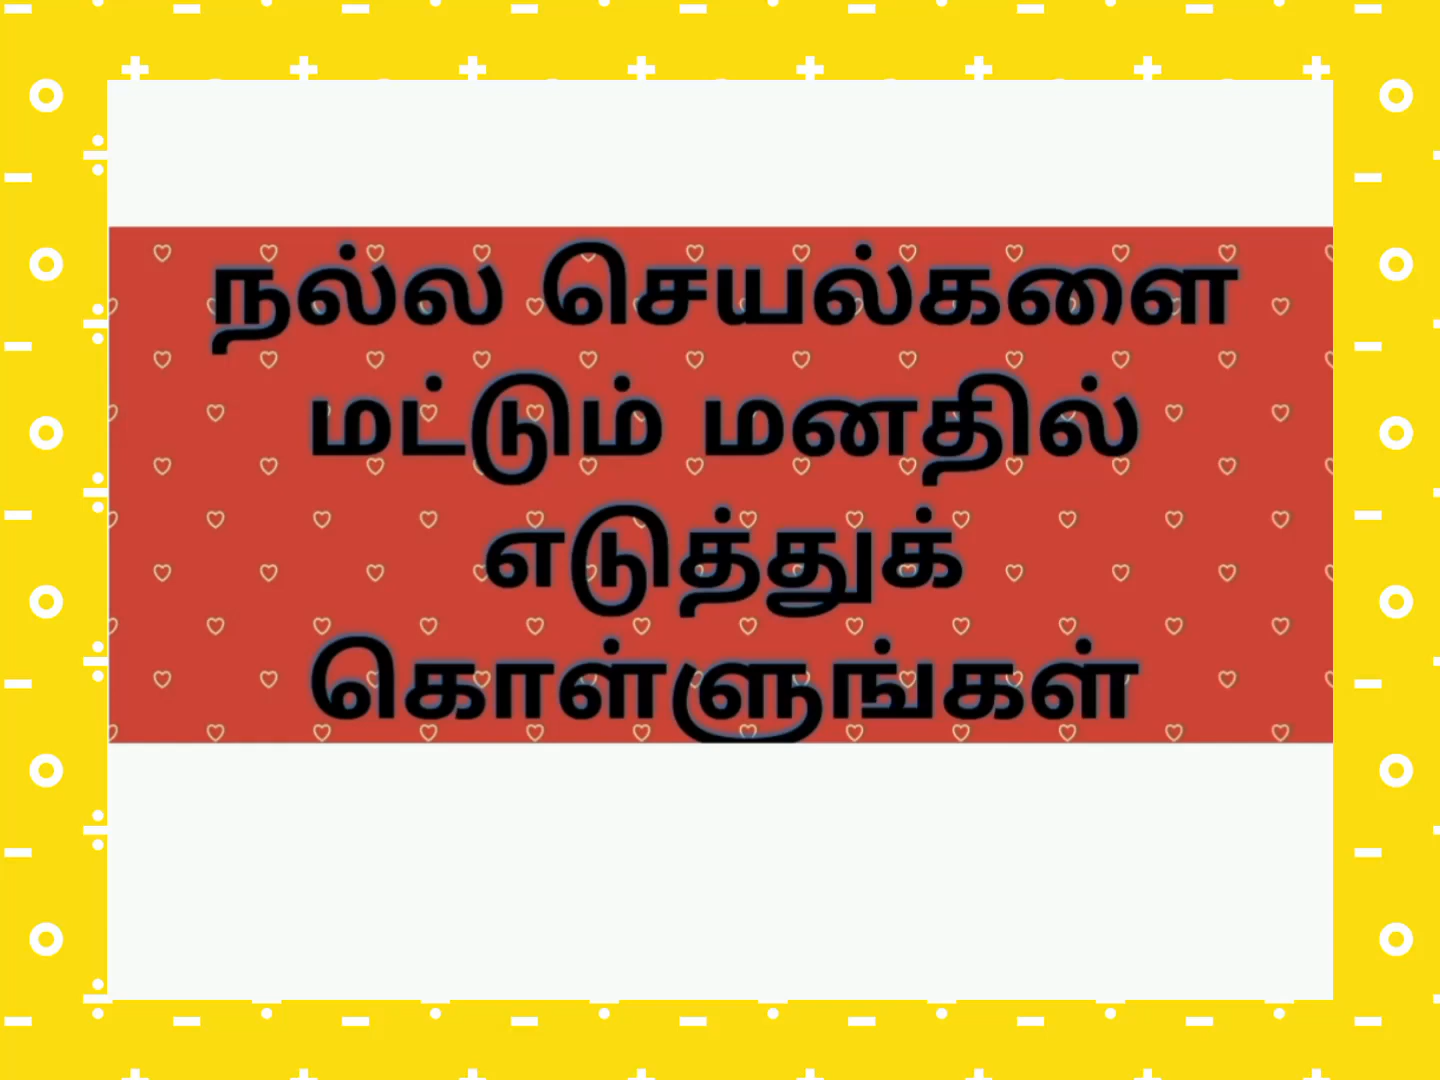 நல்ல செயல்களை
மட்டும் மனதில்
எடுத்துக்
கொள்ளுங்கள்